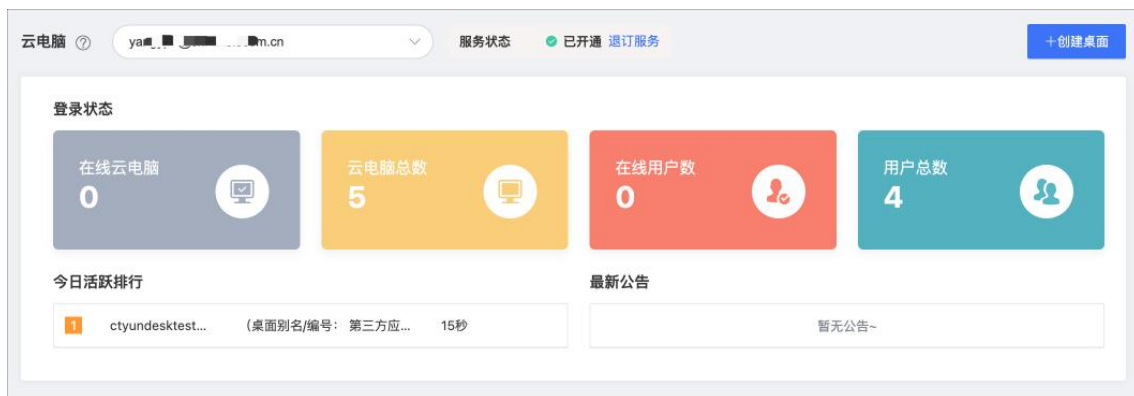 云电脑 m.cn 服务状态 已开通 退订服务 +创建桌面
登录状态
在线云电脑 云电脑总数 在线用户数 用户总数
0 5 0 4
今日活跃排行 最新公告
1 ctyundesktest... （桌面别名/编号： 第三方应... 15秒 暂无公告~